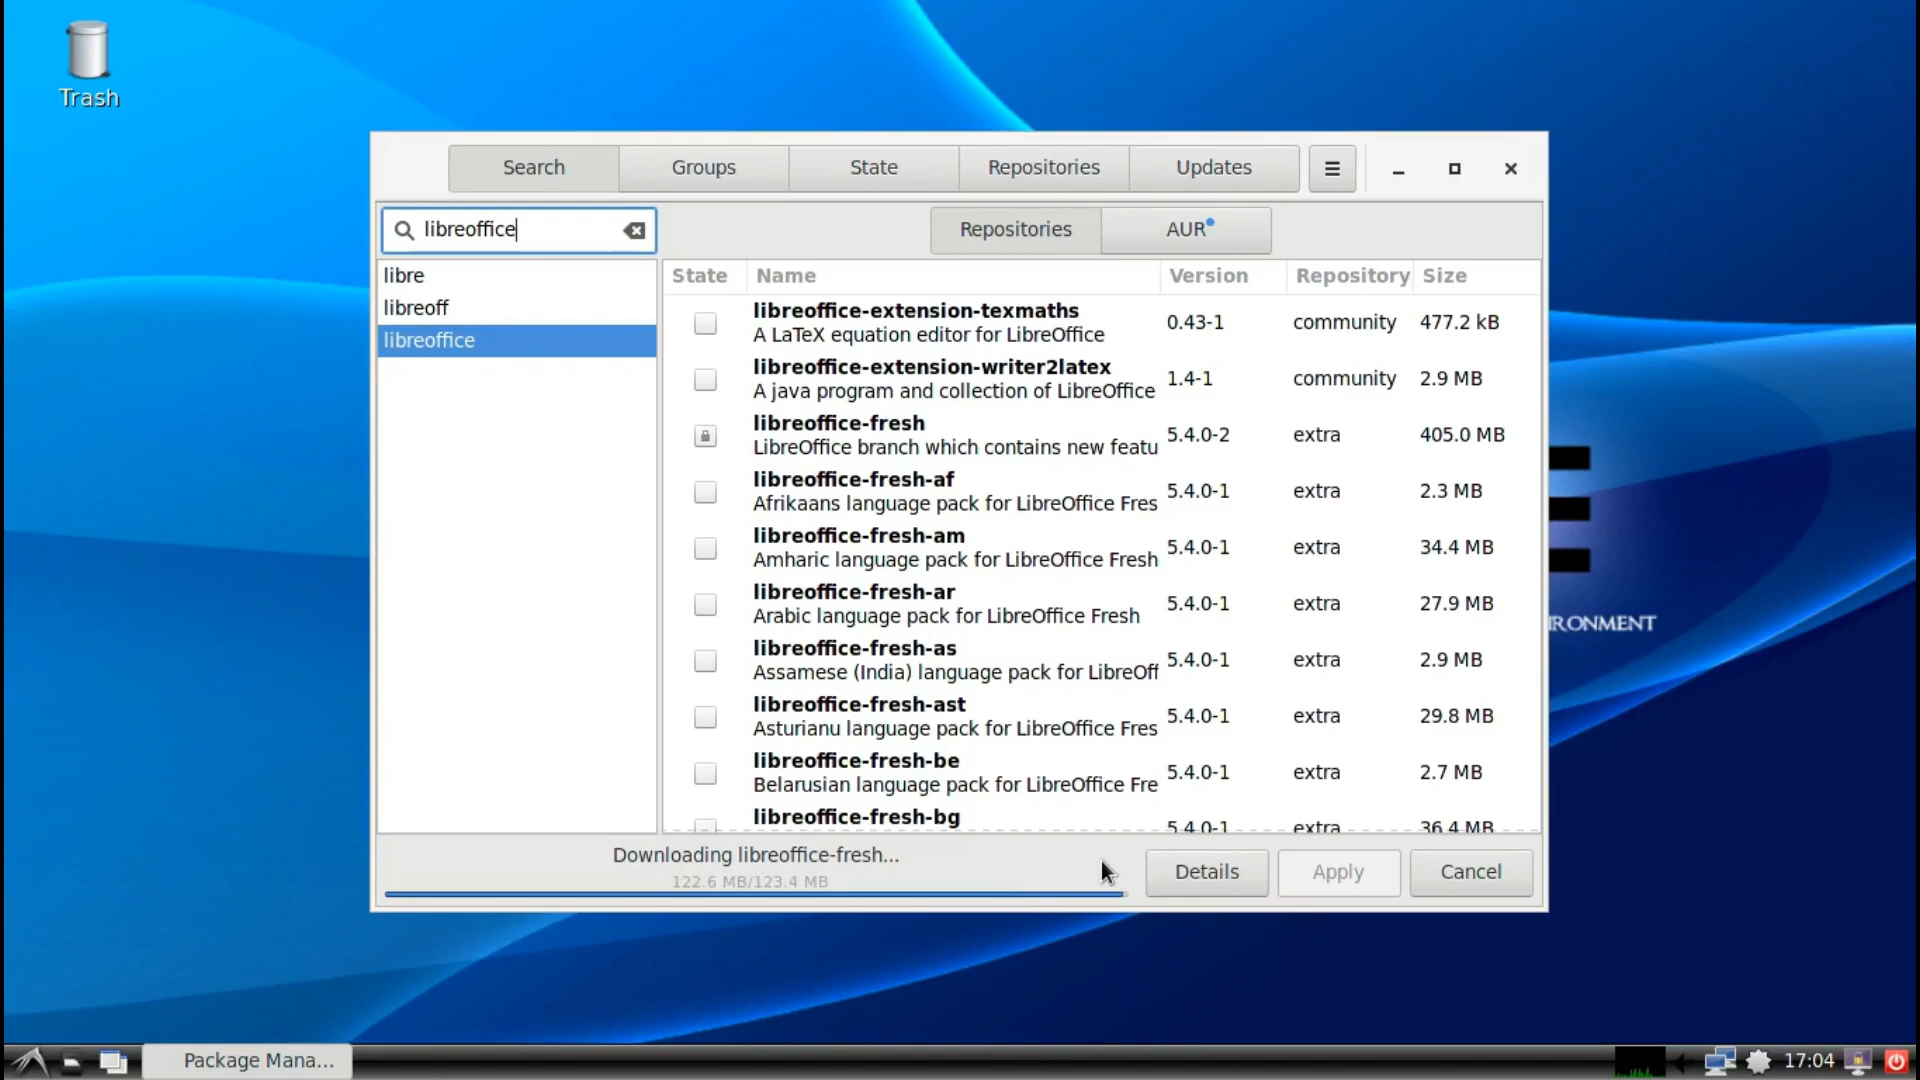 Trash
Search Groups State Repositories Updates
libreoffice
Repositories AUR
libre
libreoff
libreoffice
State Name Version Repository Size
libreoffice-extension-texmaths
A LaTeX equation editor for LibreOffice
0.43-1 community 477.2 kB
libreoffice-extension-writer2latex
A java program and collection of LibreOffice
1.4-1 community 2.9 MB
libreoffice-fresh
LibreOffice branch which contains new featu
5.4.0-2 extra 405.0 MB
libreoffice-fresh-af
Afrikaans language pack for LibreOffice Fres
5.4.0-1 extra 2.3 MB
libreoffice-fresh-am
Amharic language pack for LibreOffice Fresh
5.4.0-1 extra 34.4 MB
libreoffice-fresh-ar
Arabic language pack for LibreOffice Fresh
5.4.0-1 extra 27.9 MB
libreoffice-fresh-as
Assamese (India) language pack for LibreOff
5.4.0-1 extra 2.9 MB
libreoffice-fresh-ast
Asturianu language pack for LibreOffice Fres
5.4.0-1 extra 29.8 MB
libreoffice-fresh-be
Belarusian language pack for LibreOffice Fre
5.4.0-1 extra 2.7 MB
libreoffice-fresh-bg
5.4.0-1 extra 36.4 MB
RONMENT
Downloading libreoffice-fresh...
122.6 MB/123.4 MB
Details Apply Cancel
Package Mana...
17:04